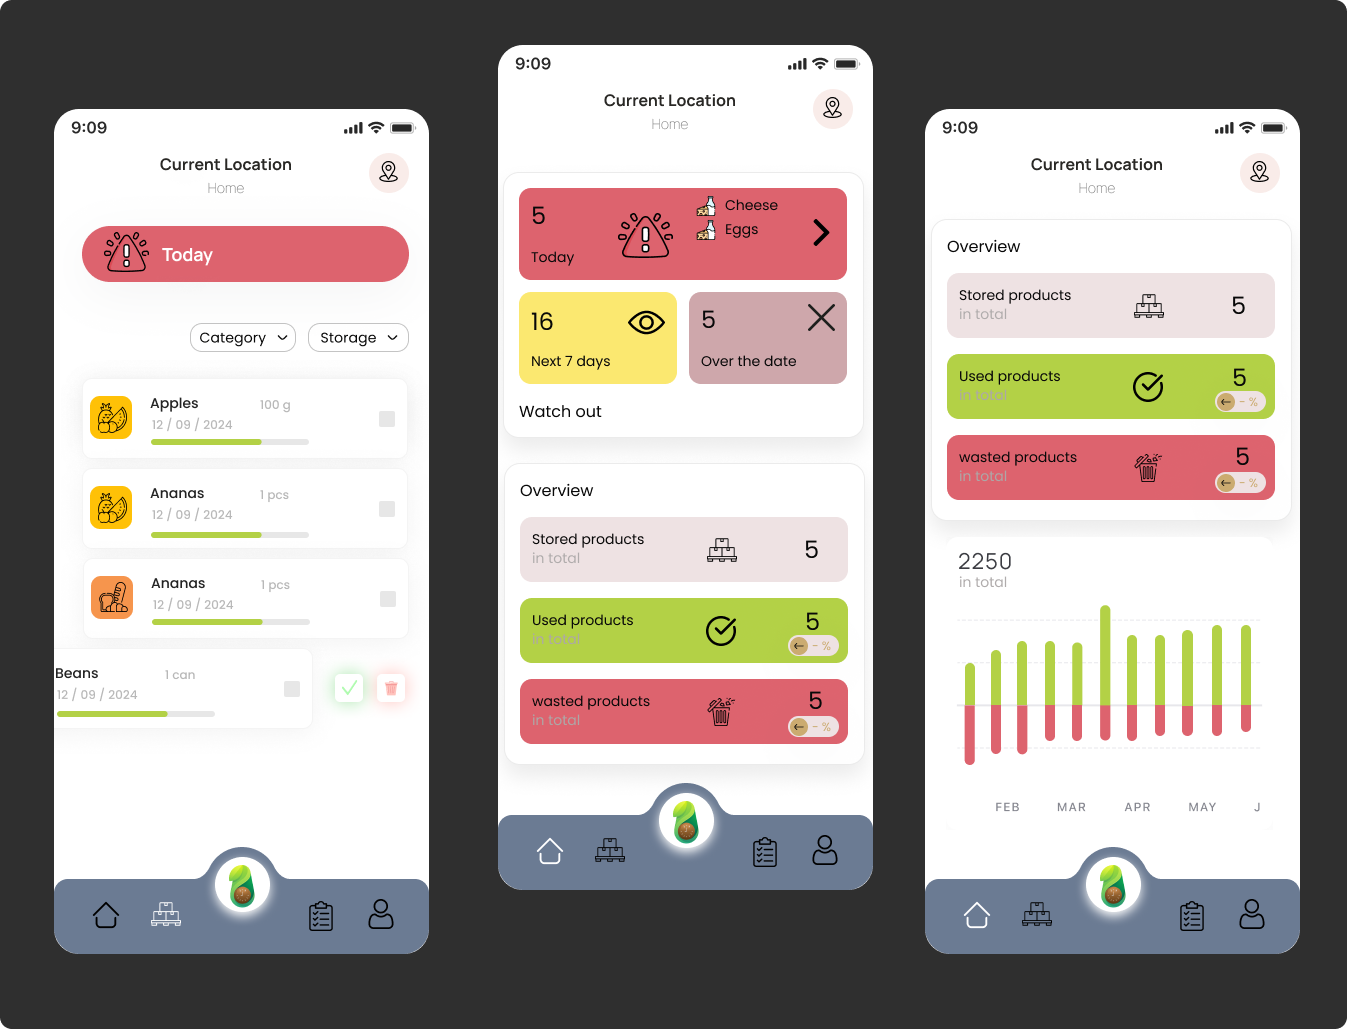 9:09
Current Location
Home
Today
Category
Storage
Apples
100 g
12 / 09 / 2024
Ananas
1 pcs
12 / 09 / 2024
Ananas
1 pcs
12 / 09 / 2024
Beans
1 can
12 / 09 / 2024
9:09
Current Location
Home
5
Cheese
Eggs
Today
16
Next 7 days
5
Over the date
Watch out
Overview
Stored products
in total
5
Used products
in total
5
- %
wasted products
in total
5
- %
9:09
Current Location
Home
Overview
Stored products
in total
5
Used products
in total
5
- %
wasted products
in total
5
- %
2250
in total
FEB MAR APR MAY J